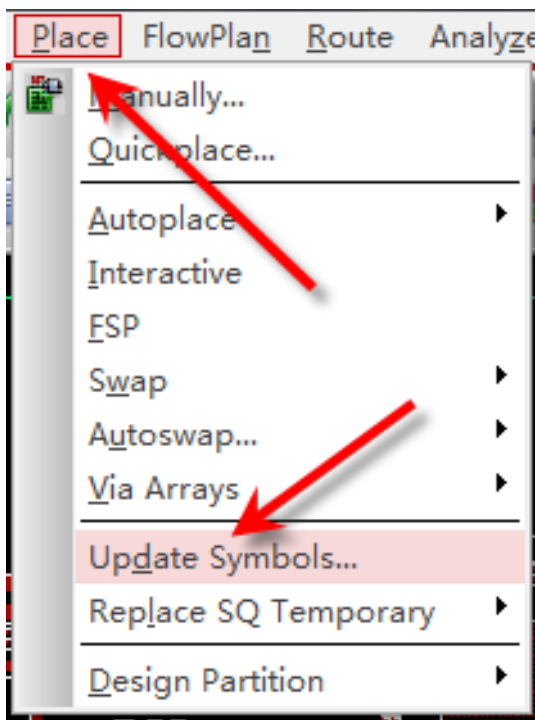 Place FlowPlan Route Analyze
Manually...
Quickplace...
Autoplace
Interactive
FSP
Swap
Autoswap...
Via Arrays
Update Symbols...
Replace SQ Temporary
Design Partition